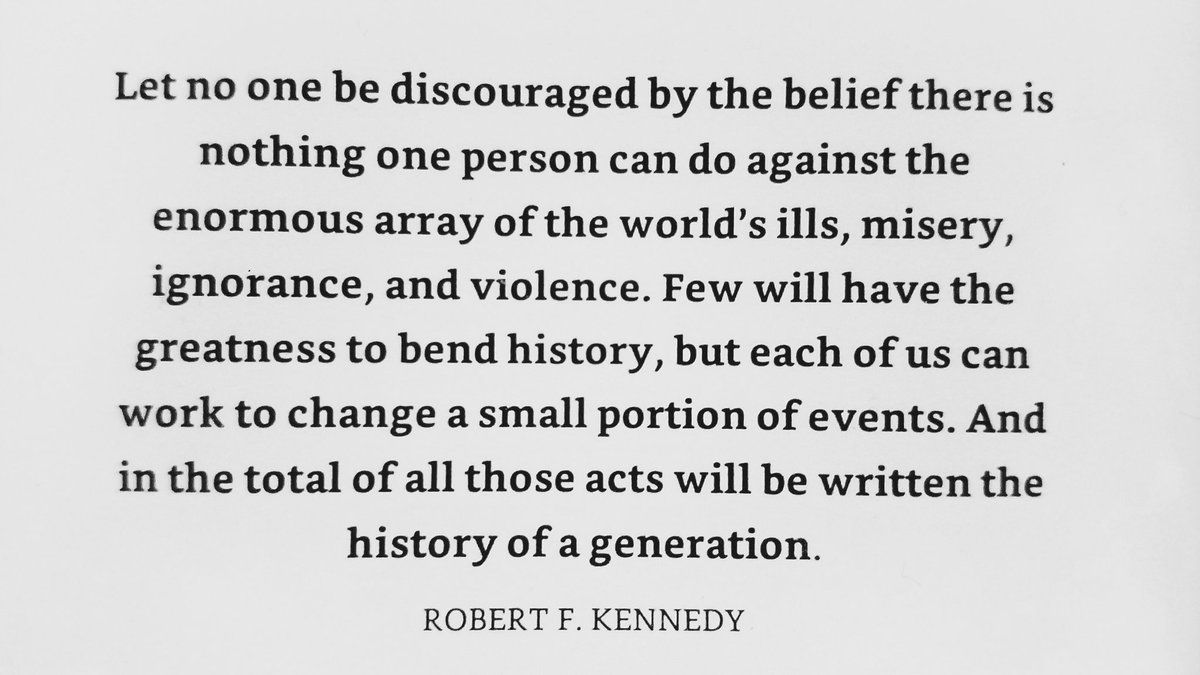 Let no one be discouraged by the belief there is
nothing one person can do against the
enormous array of the world’s ills, misery,
ignorance, and violence. Few will have the
greatness to bend history, but each of us can
work to change a small portion of events. And
in the total of all those acts will be written the
history of a generation.
ROBERT F. KENNEDY